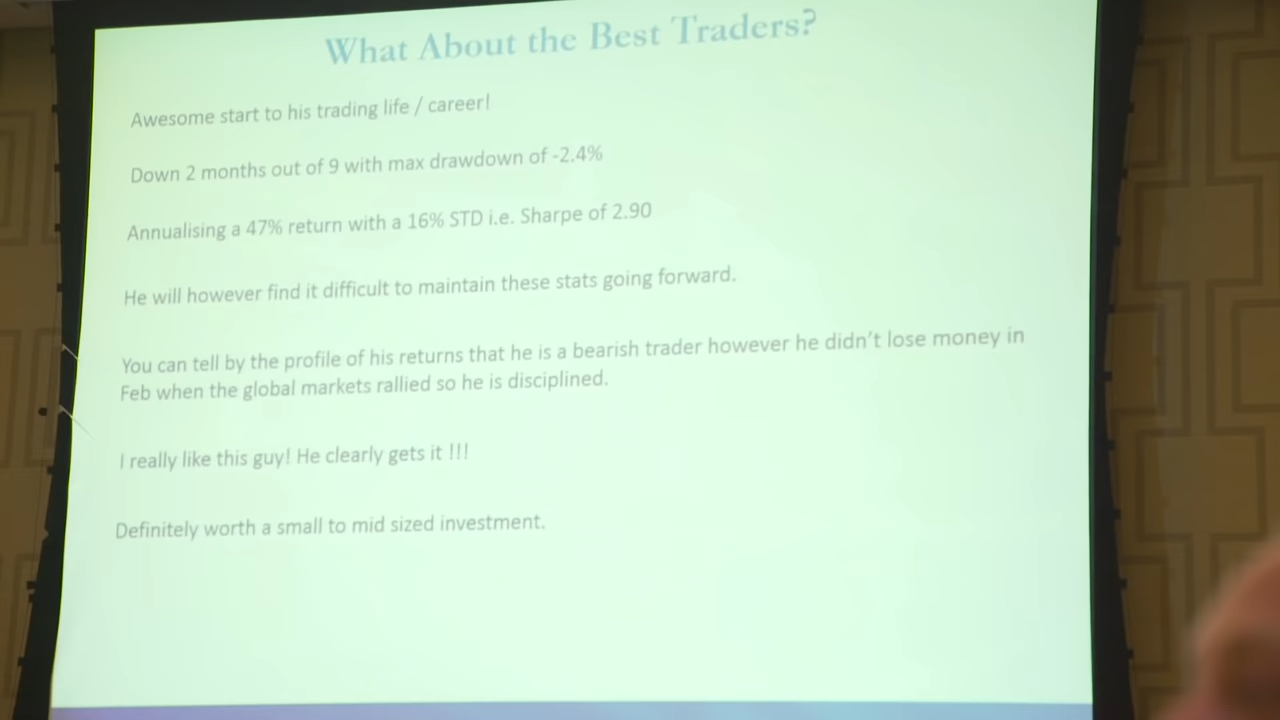 What About the Best Traders?
Awesome start to his trading life / career!
Down 2 months out of 9 with max drawdown of -2.4%
Annualising a 47% return with a 16% STD i.e. Sharpe of 2.90
He will however find it difficult to maintain these stats going forward.
You can tell by the profile of his returns that he is a bearish trader however he didn't lose money in
Feb when the global markets rallied so he is disciplined.
I really like this guy! He clearly gets it !!!
Definitely worth a small to mid sized investment.